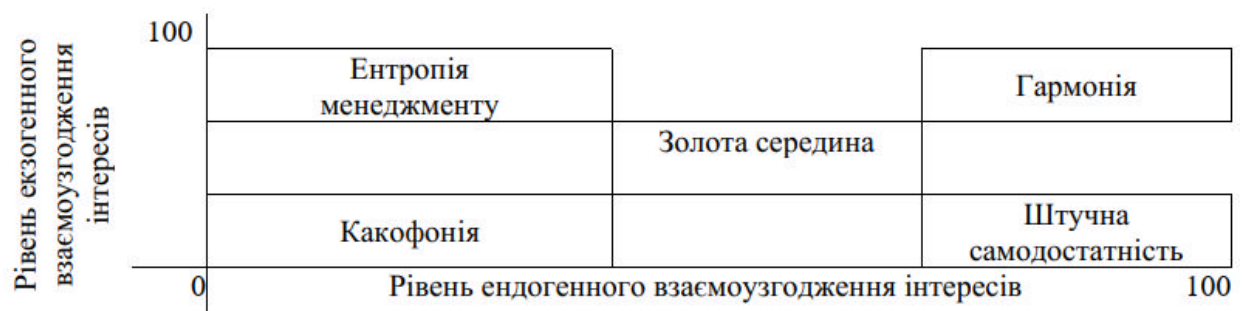 Рівень екзогенного
взаємоузгодження
інтересів
100
Ентропія
менеджменту
Гармонія
Золота середина
Какофонія
Штучна
самодостатність
0
Рівень ендогенного взаємоузгодження інтересів
100